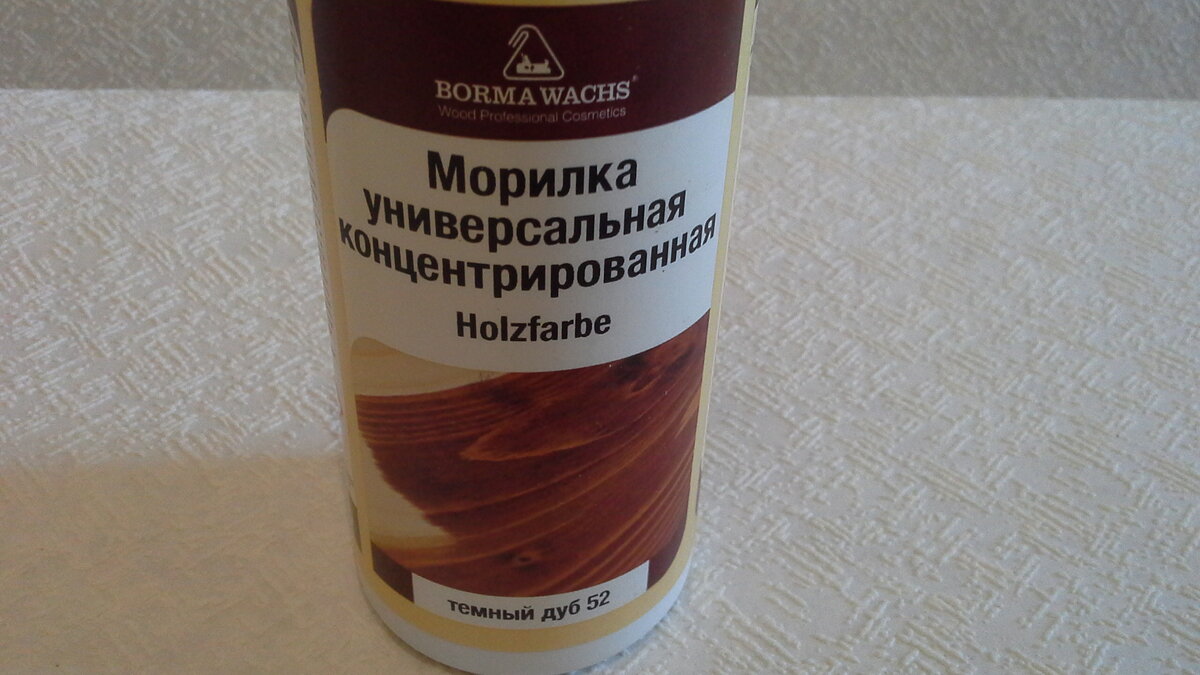 BORMA WACHS
Wood Professional Cosmetics
Морилка
универсальная
концентрированная
Holzfarbe
темный дуб 52